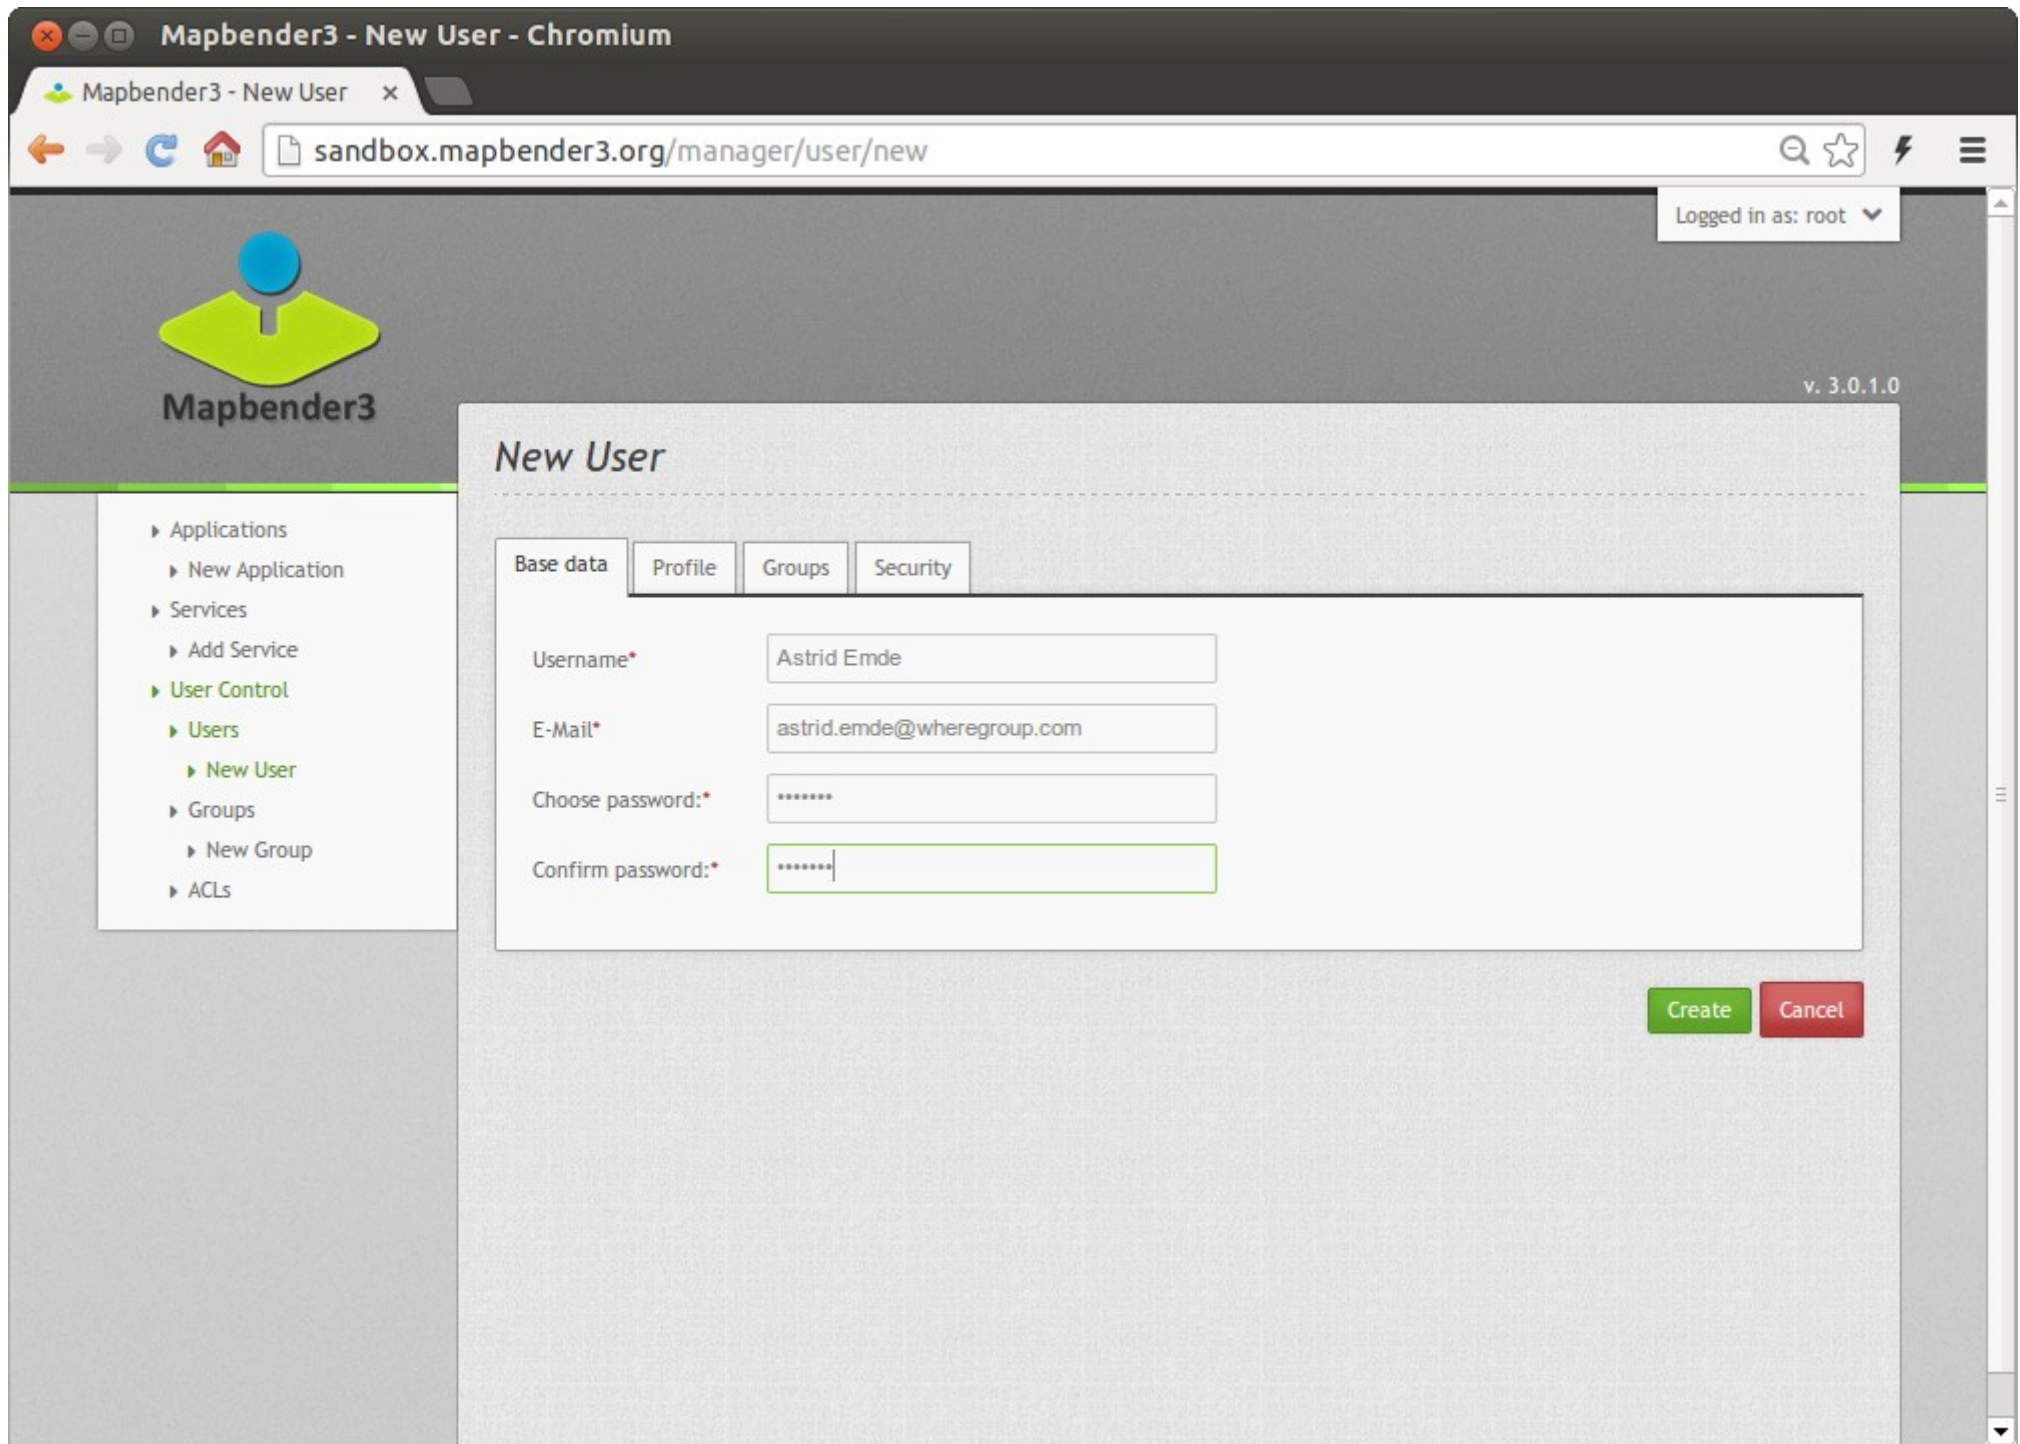 Mapbender3 - New User - Chromium
Mapbender3 - New User
sandbox.mapbender3.org/manager/user/new
Logged in as: root
Mapbender3
v. 3.0.1.0
New User
Applications
New Application
Services
Add Service
User Control
Users
New User
Groups
New Group
ACLs
Base data Profile Groups Security
Username* Astrid Emde
E-Mail* astrid.emde@wheregroup.com
Choose password:* •••••••
Confirm password:* •••••••
Create Cancel